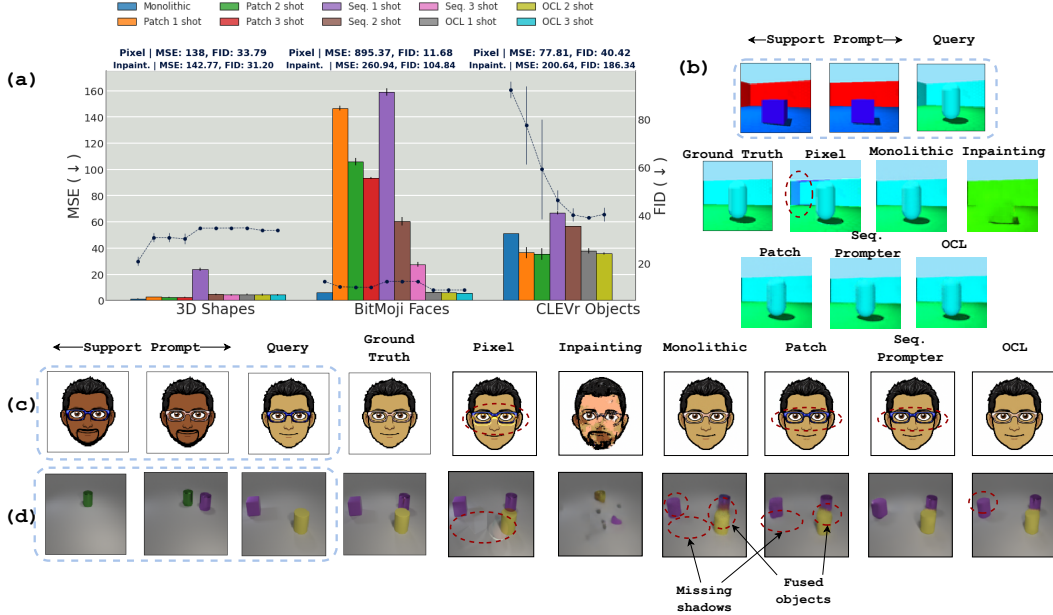 Monolithic Patch 2 shot Seq. 1 shot Seq. 3 shot OCL 2 shot
Patch 1 shot Patch 3 shot Seq. 2 shot OCL 1 shot OCL 3 shot
Pixel | MSE: 138, FID: 33.79 Pixel | MSE: 895.37, FID: 11.68 Pixel | MSE: 77.81, FID: 40.42
Inpaint. | MSE: 142.77, FID: 31.20 Inpaint. | MSE: 260.94, FID: 104.84 Inpaint. | MSE: 200.64, FID: 186.34
(a)
MSE (↓)
160
140
120
100
80
60
40
20
0
FID (↓)
80
60
40
20
3D Shapes BitMoji Faces CLEVr Objects
(b)
Support Prompt Query
Ground Truth Pixel Monolithic Inpainting
Patch Seq. Prompter OCL
Support Prompt Query Ground Truth Pixel Inpainting Monolithic Patch Seq. Prompter OCL
(c)
(d)
Missing shadows
Fused objects